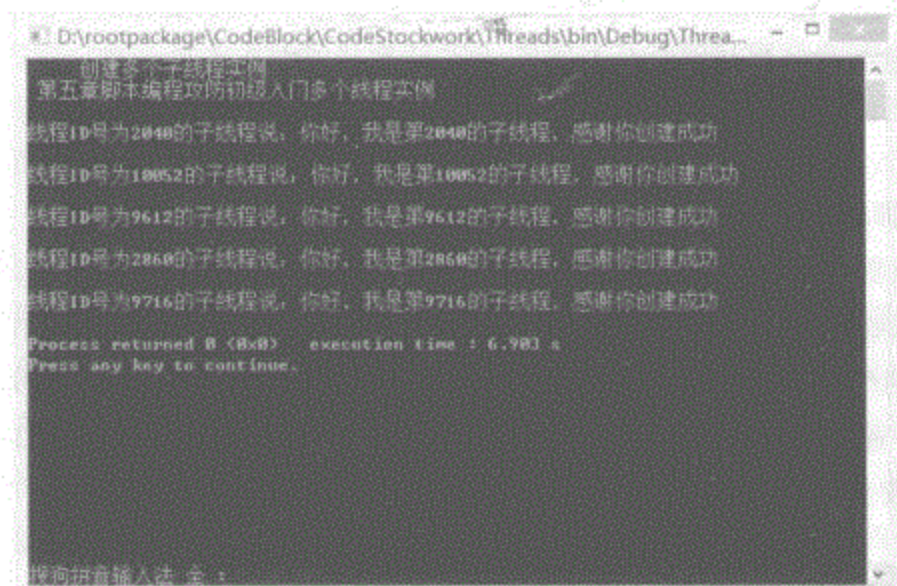 D:\rootpackage\CodeBlock\CodeStockwork\Threads\bin\Debug\Threa...
创建多个子线程实例
第五章脚本编程攻防初级入门多个线程实例
线程ID号为2040的子线程说，你好，我是第2040的子线程，感谢你创建成功
线程ID号为10052的子线程说，你好，我是第10052的子线程，感谢你创建成功
线程ID号为9612的子线程说，你好，我是第9612的子线程，感谢你创建成功
线程ID号为2860的子线程说，你好，我是第2860的子线程，感谢你创建成功
线程ID号为9716的子线程说，你好，我是第9716的子线程，感谢你创建成功
Process returned 0 (0x0)   execution time : 6.903 s
Press any key to continue.
搜狗拼音输入法 全 :